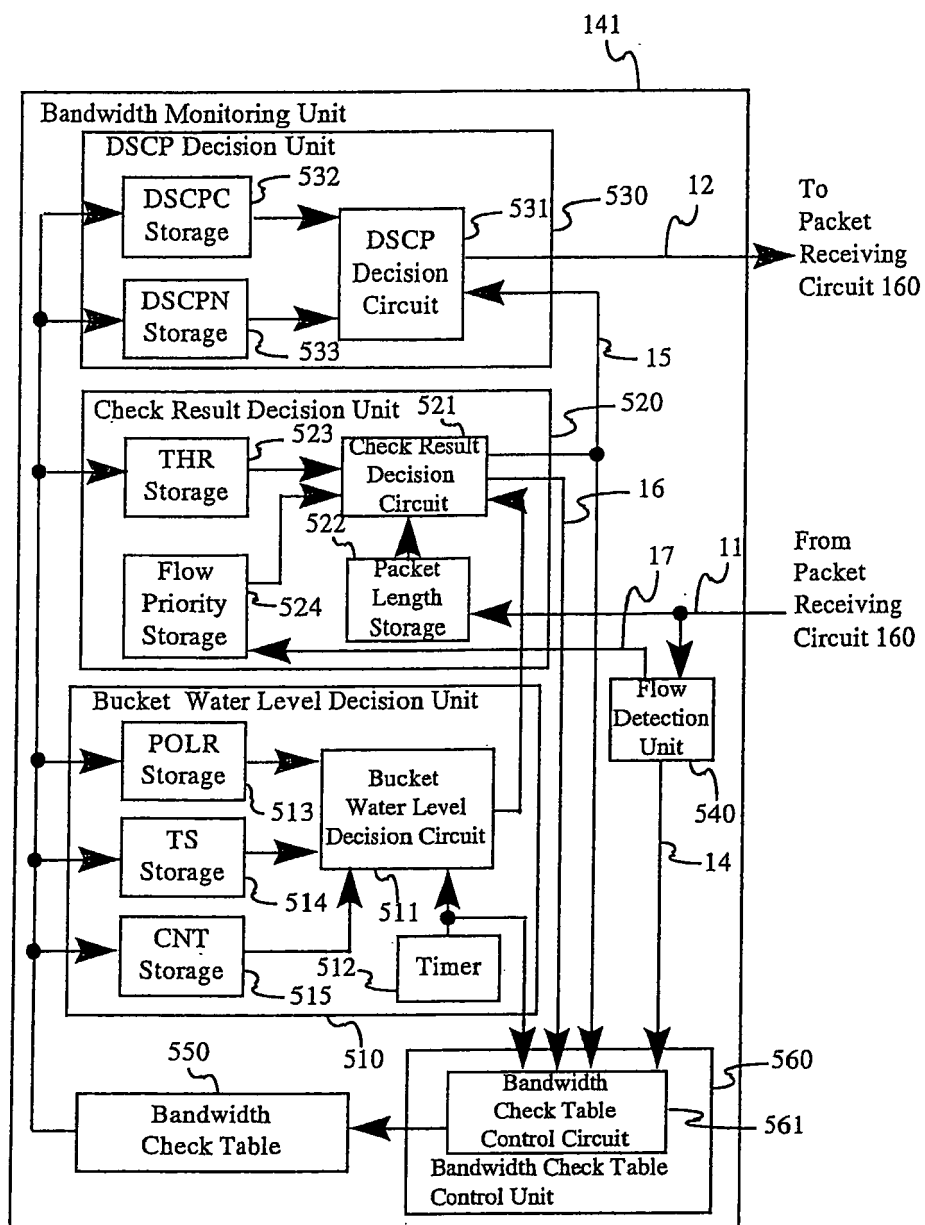 141
Bandwidth Monitoring Unit
DSCP Decision Unit
532
DSCPC
Storage
531
530
12
To
Packet
Receiving
Circuit 160
DSCP
Decision
Circuit
DSCPN
Storage
533
15
Check Result Decision Unit
521
520
523
THR
Storage
Check Result
Decision
Circuit
16
522
Flow
Priority
Storage
524
Packet
Length
Storage
17
11
From
Packet
Receiving
Circuit 160
Flow
Detection
Unit
540
Bucket Water Level Decision Unit
POLR
Storage
513
Bucket
Water Level
Decision Circuit
511
TS
Storage
514
14
CNT
Storage
515
512
Timer
510
550
Bandwidth
Check Table
560
Bandwidth
Check Table
Control Circuit
561
Bandwidth Check Table
Control Unit